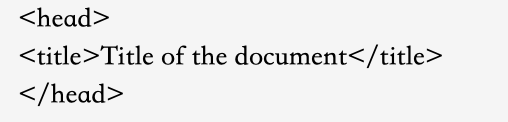 <head>
<title>Title of the document</title>
</head>